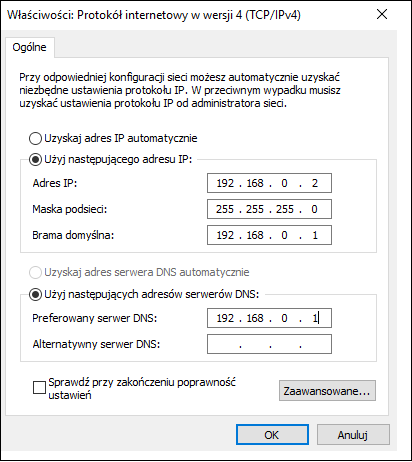 Właściwości: Protokół internetowy w wersji 4 (TCP/IPv4)
Ogólne
Przy odpowiedniej konfiguracji sieci możesz automatycznie uzyskać
niezbędne ustawienia protokołu IP. W przeciwnym wypadku musisz
uzyskać ustawienia protokołu IP od administratora sieci.
Uzyskaj adres IP automatycznie
Użyj następującego adresu IP:
Adres IP: 192 . 168 . 0 . 2
Maska podsieci: 255 . 255 . 255 . 0
Brama domyślna: 192 . 168 . 0 . 1
Uzyskaj adres serwera DNS automatycznie
Użyj następujących adresów serwerów DNS:
Preferowany serwer DNS: 192 . 168 . 0 . 1
Alternatywny serwer DNS: . . .
Sprawdź przy zakończeniu poprawność
ustawień
Zaawansowane...
OK Anuluj